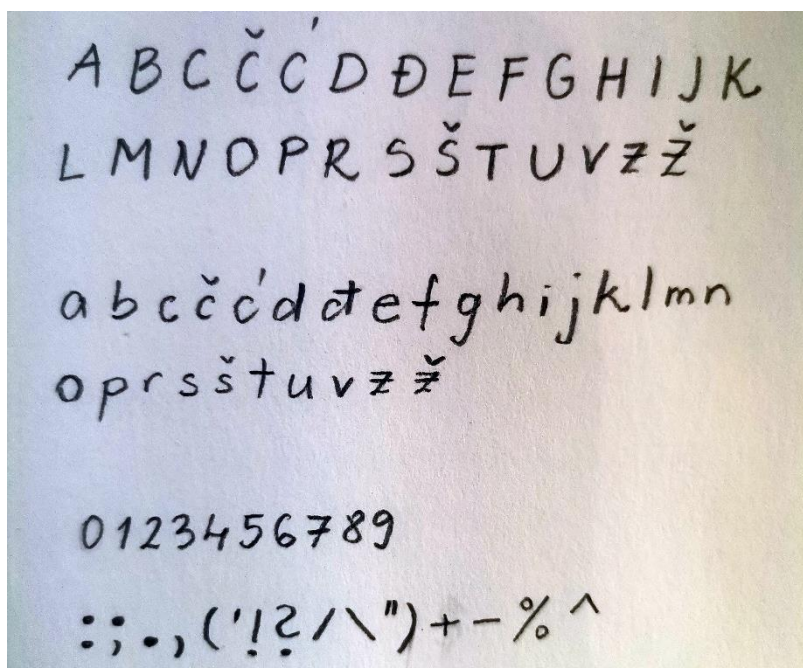 A B C Č Ć D Đ E F G H I J K
L M N O P R S Š T U V Z Ž
a b c č ć d đ e f g h i j k l m n
o p r s š t u v z ž
0 1 2 3 4 5 6 7 8 9
: ; . , ( ' ! ? / \ " ) + - % ^